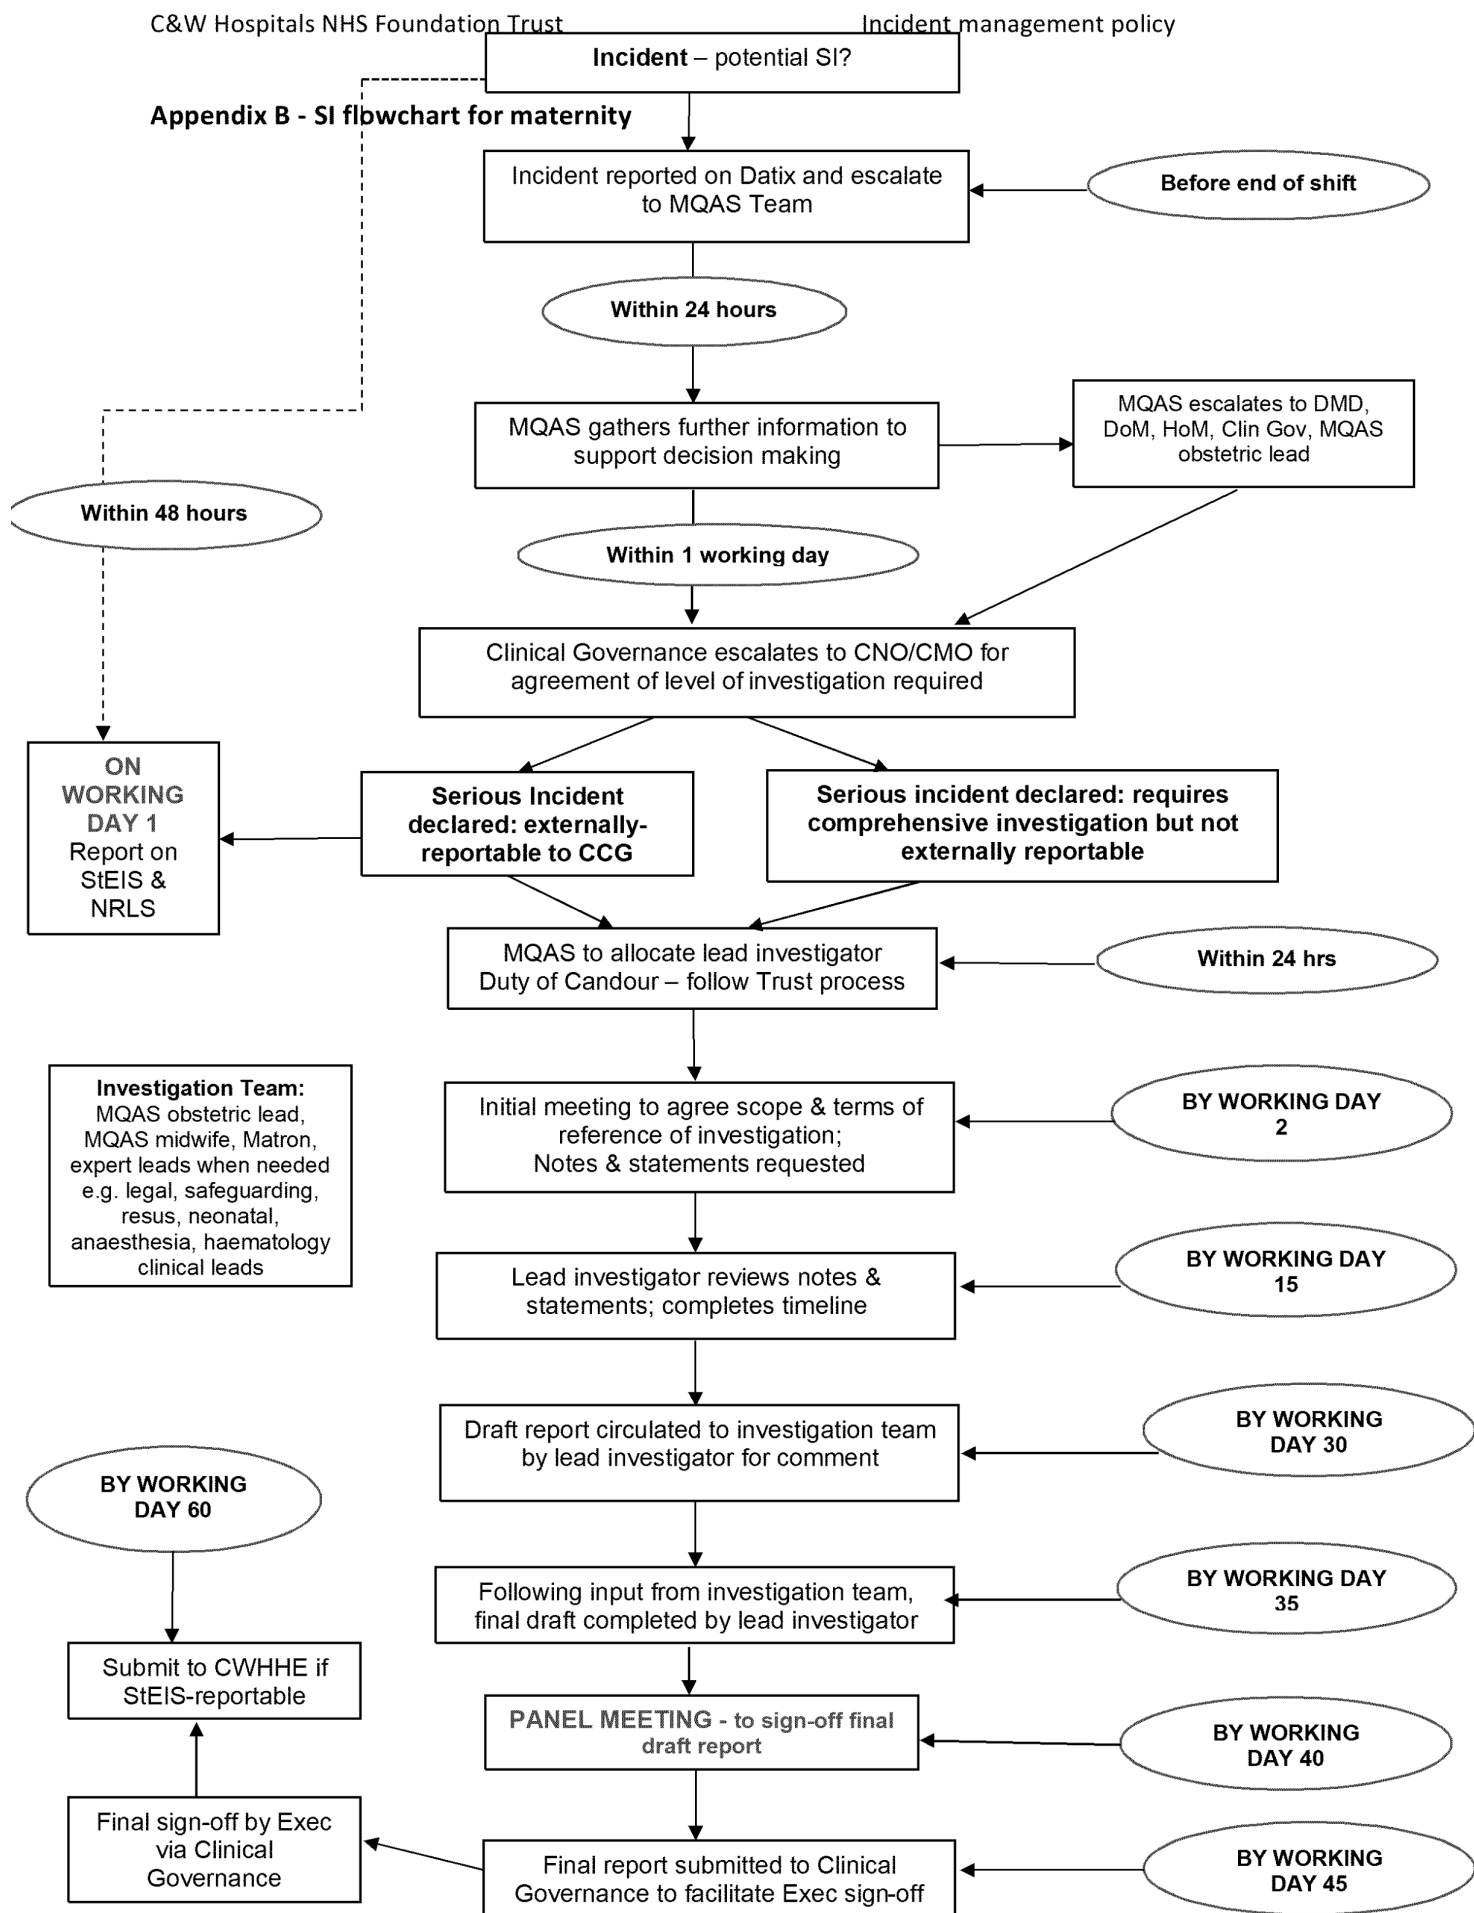 C&W Hospitals NHS Foundation Trust
Incident management policy
Incident – potential SI?
Appendix B - SI flowchart for maternity
Incident reported on Datix and escalate
to MQAS Team
Before end of shift
Within 24 hours
MQAS gathers further information to
support decision making
MQAS escalates to DMD,
DoM, HoM, Clin Gov, MQAS
obstetric lead
Within 48 hours
Within 1 working day
Clinical Governance escalates to CNO/CMO for
agreement of level of investigation required
ON
WORKING
DAY 1
Report on
StEIS &
NRLS
Serious Incident
declared: externally-
reportable to CCG
Serious incident declared: requires
comprehensive investigation but not
externally reportable
MQAS to allocate lead investigator
Duty of Candour – follow Trust process
Within 24 hrs
Investigation Team:
MQAS obstetric lead,
MQAS midwife, Matron,
expert leads when needed
e.g. legal, safeguarding,
resus, neonatal,
anaesthesia, haematology
clinical leads
Initial meeting to agree scope & terms of
reference of investigation;
Notes & statements requested
BY WORKING DAY
2
Lead investigator reviews notes &
statements; completes timeline
BY WORKING DAY
15
Draft report circulated to investigation team
by lead investigator for comment
BY WORKING
DAY 30
BY WORKING
DAY 60
Following input from investigation team,
final draft completed by lead investigator
BY WORKING DAY
35
Submit to CWHHE if
StEIS-reportable
PANEL MEETING - to sign-off final
draft report
BY WORKING
DAY 40
Final sign-off by Exec
via Clinical
Governance
Final report submitted to Clinical
Governance to facilitate Exec sign-off
BY WORKING
DAY 45